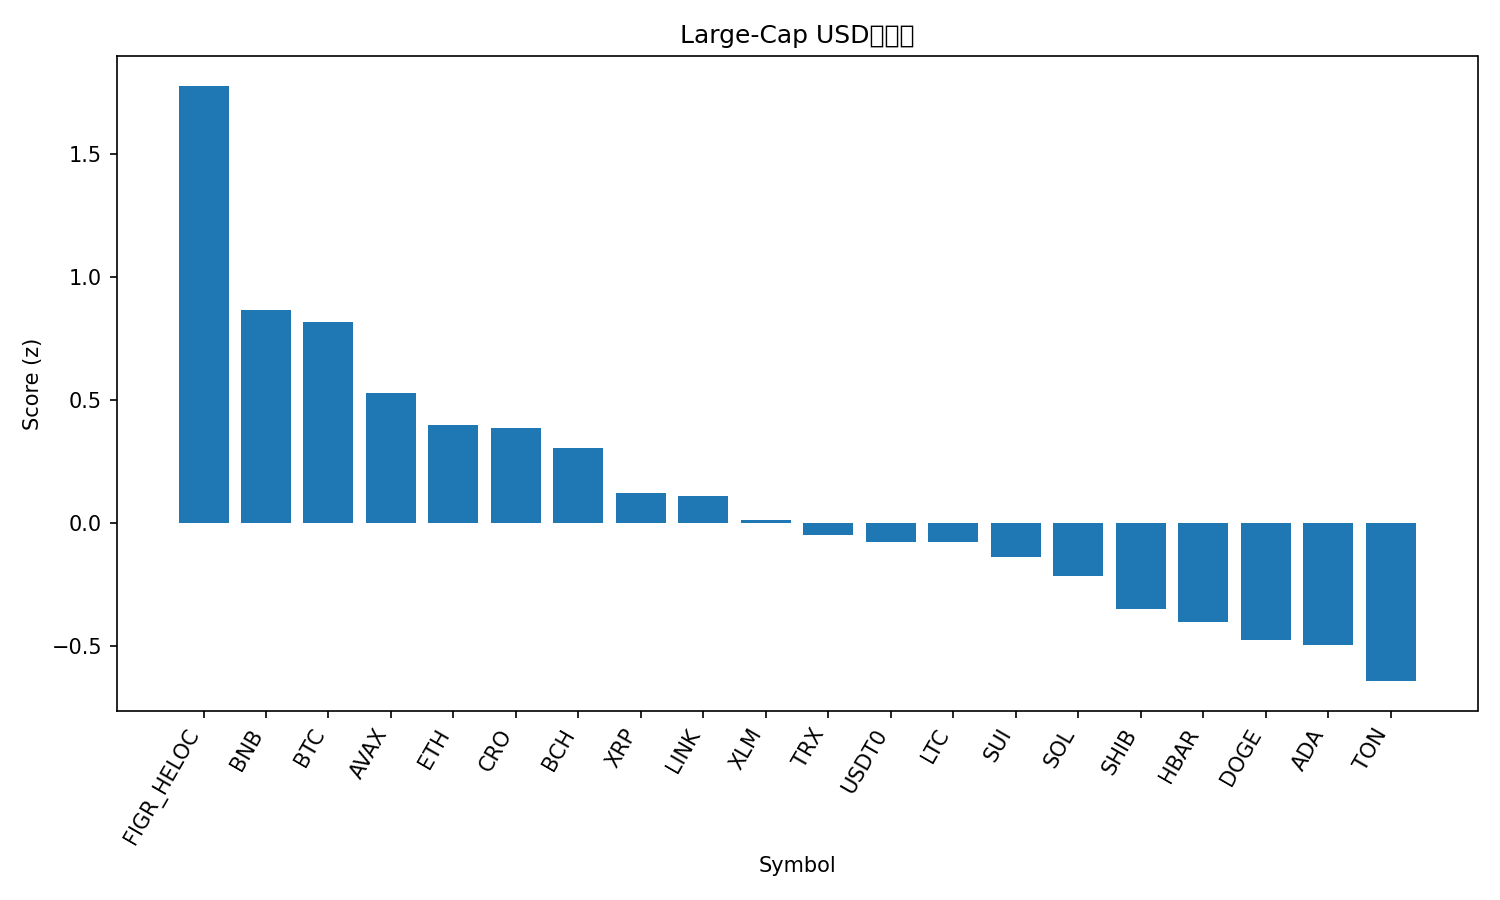 Large-Cap USD
Score (z)
1.5
1.0
0.5
0.0
−0.5
FIGR_HELOC
BNB
BTC
AVAX
ETH
CRO
BCH
XRP
LINK
XLM
TRX
USDT0
LTC
SUI
SOL
SHIB
HBAR
DOGE
ADA
TON
Symbol